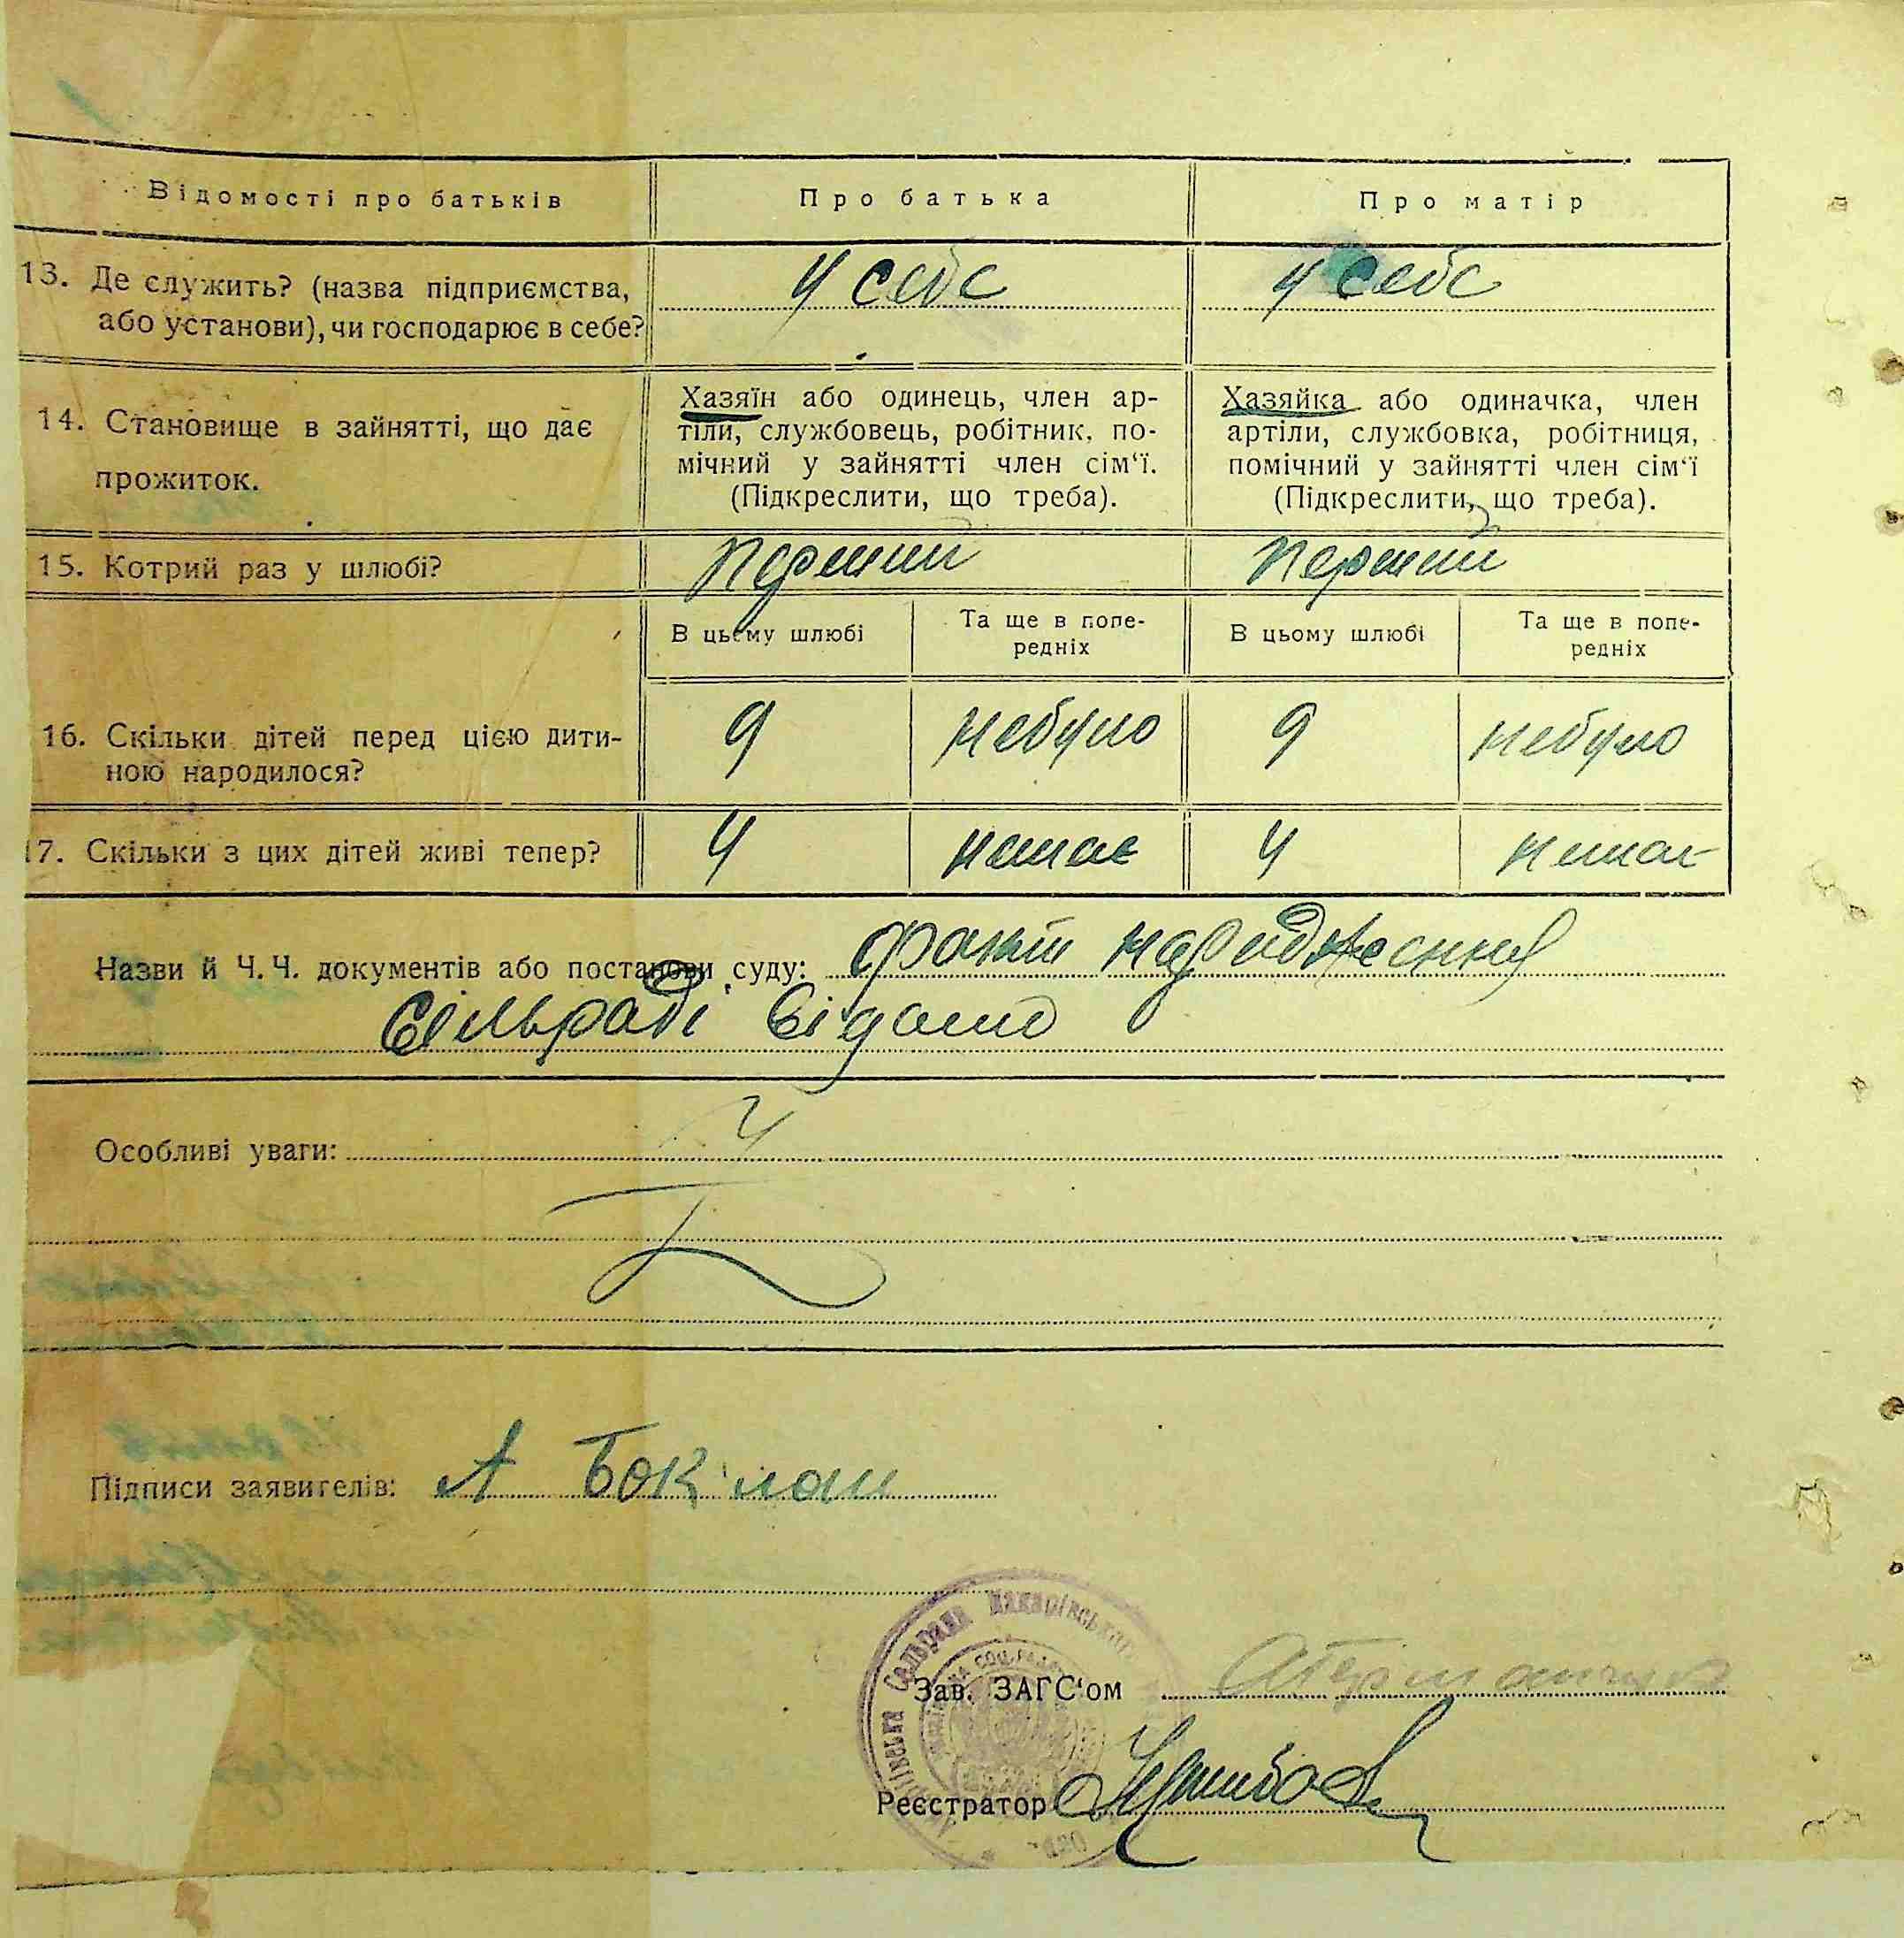 Відомості про батьків Про батька Про матір
13. Де служить? (назва підприємства, у себе у себе
або установи), чи господарює в себе?
14. Становище в зайнятті, що дає
прожиток.
Хазяїн або одинець, член ар-
тіли, службовець, робітник, по-
мічний у зайнятті член сім'ї.
(Підкреслити, що треба).
Хазяйка або одиначка, член
артіли, службовка, робітниця,
помічний у зайнятті член сім'ї
(Підкреслити, що треба).
15. Котрий раз у шлюбі? перший перший
В цьому шлюбі Та ще в попе-
редніх
В цьому шлюбі Та ще в попе-
редніх
16. Скільки дітей перед цією дити-
ною народилося?
9 небуло 9 небуло
17. Скільки з цих дітей живі тепер? 4 немає 4 немає
Назви й Ч. Ч. документів або постанови суду: факт народження
сільраді відомо
Особливі уваги:
Підписи заявителів: А Боклаш
Сельрада Макарівського
Зав. ЗАГС'ом
Реєстратор